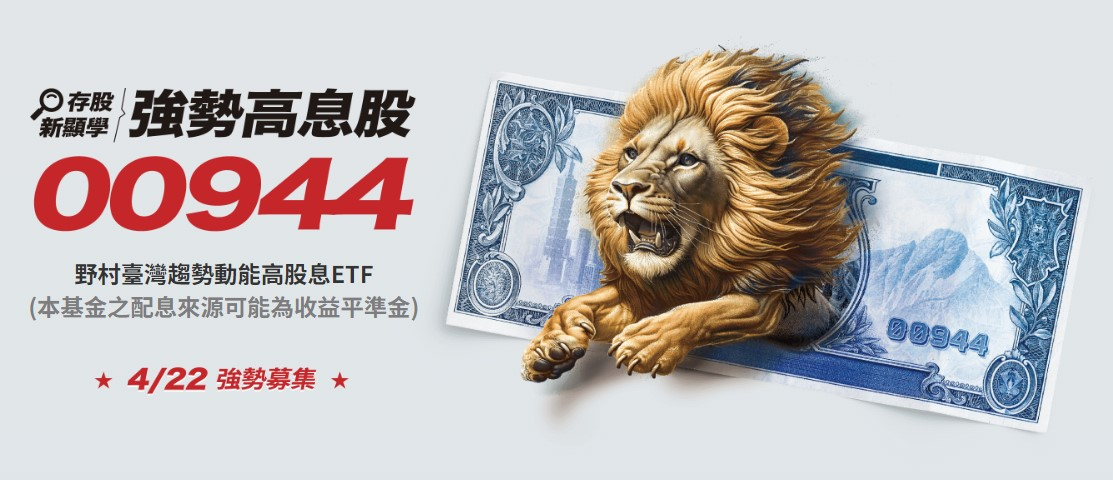 存股
新顯學
強勢高息股
00944
野村臺灣趨勢動能高股息ETF
(本基金之配息來源可能為收益平準金)
★ 4/22 強勢募集 ★
00944